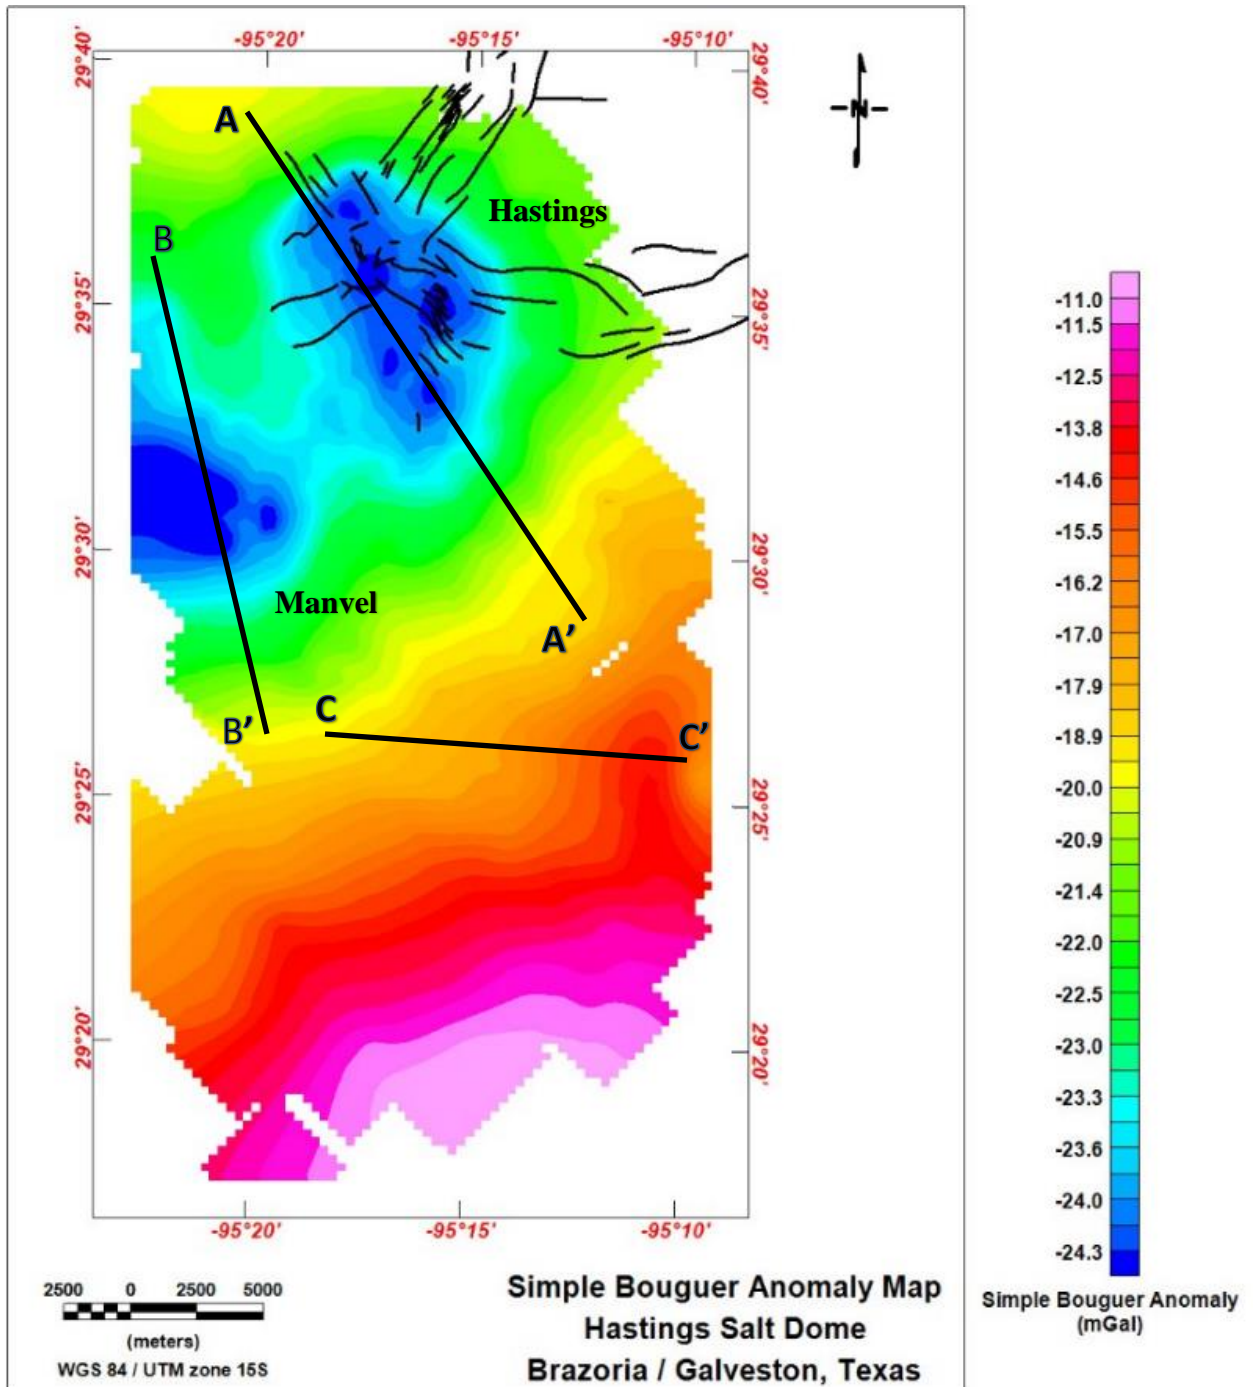 -95°20' -95°15' -95°10'
29°40' 29°40'
N
A
Hastings
B
29°35' 29°35'
29°30' 29°30'
Manvel
A'
B' C C'
29°25' 29°25'
29°20' 29°20'
-95°20' -95°15' -95°10'
-11.0
-11.5
-12.5
-13.8
-14.6
-15.5
-16.2
-17.0
-17.9
-18.9
-20.0
-20.9
-21.4
-22.0
-22.5
-23.0
-23.3
-23.6
-24.0
-24.3
Simple Bouguer Anomaly
(mGal)
2500 0 2500 5000
(meters)
WGS 84 / UTM zone 15S
Simple Bouguer Anomaly Map
Hastings Salt Dome
Brazoria / Galveston, Texas